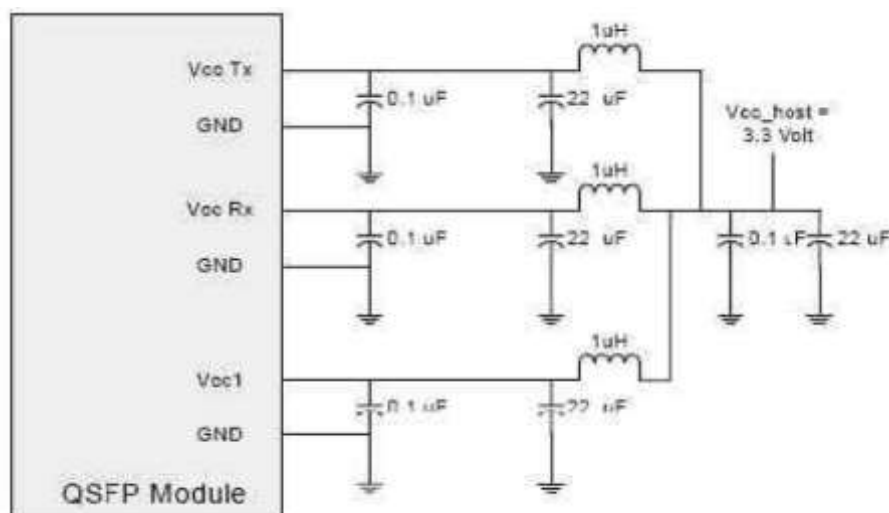 1uH
Vcc Tx
0.1 uF
22 uF
Vcc_host =
3.3 Volt
GND
1uH
Vcc Rx
0.1 uF
22 uF
0.1 uF
22 uF
GND
1uH
Vcc1
0.1 uF
22 uF
GND
QSFP Module